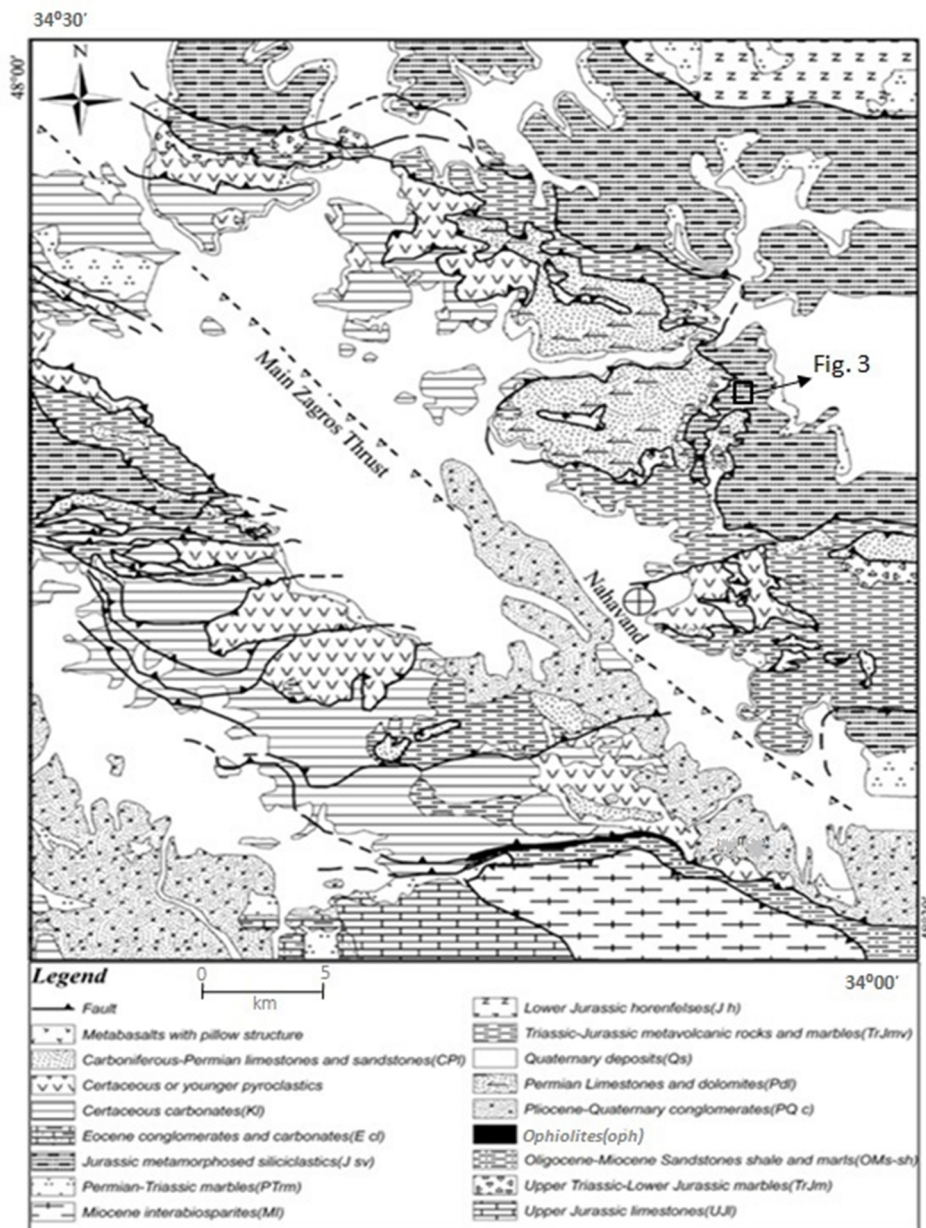 34°30′
48°00′
N
Fig. 3
Main Zagros Thrust
Nahavand
34°00′
Legend
0 5
km
Fault
Metabasalts with pillow structure
Carboniferous-Permian limestones and sandstones(CPl)
Certaceous or younger pyroclastics
Certaceous carbonates(Kl)
Eocene conglomerates and carbonates(E cl)
Jurassic metamorphosed siliciclastics(J sv)
Permian-Triassic marbles(PTrm)
Miocene interabiosparites(Ml)
Lower Jurassic horenfelses(J h)
Triassic-Jurassic metavolcanic rocks and marbles(TrJmv)
Quaternary deposits(Qs)
Permian Limestones and dolomites(Pdl)
Pliocene-Quaternary conglomerates(PQ c)
Ophiolites(oph)
Oligocene-Miocene Sandstones shale and marls(OMs-sh)
Upper Triassic-Lower Jurassic marbles(TrJm)
Upper Jurassic limestones(UJl)